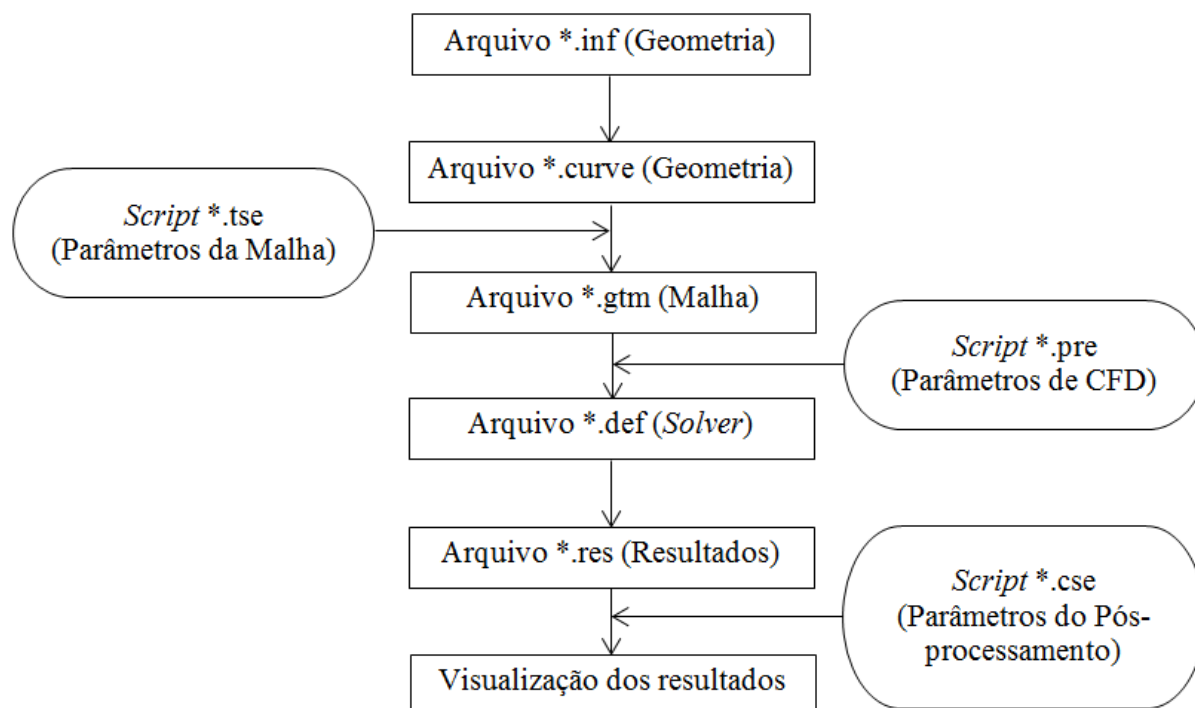 Arquivo *.inf (Geometria)
Arquivo *.curve (Geometria)
Script *.tse
(Parâmetros da Malha)
Arquivo *.gtm (Malha)
Script *.pre
(Parâmetros de CFD)
Arquivo *.def (Solver)
Arquivo *.res (Resultados)
Script *.cse
(Parâmetros do Pós-
processamento)
Visualização dos resultados